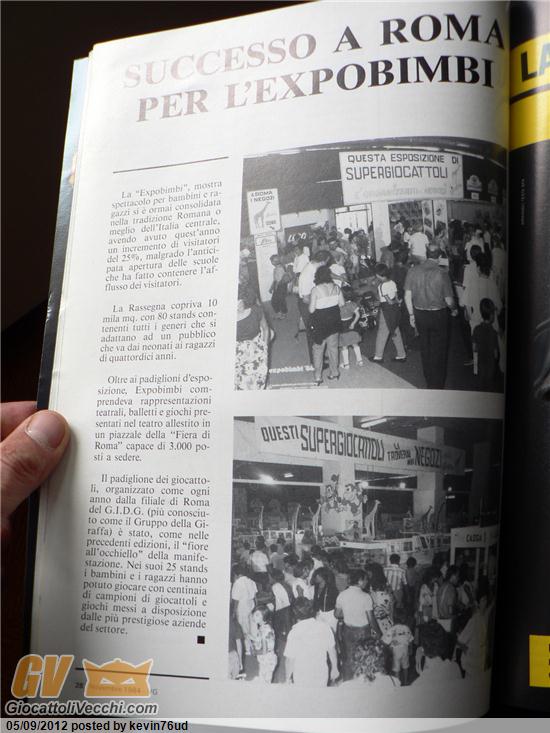 SUCCESSO A ROMA
PER L'EXPOBIMBI
La "Expobimbi", mostra
spettacolo per bambini e ra-
gazzi si è ormai consolidata
nella tradizione Romana o
meglio dell'Italia centrale,
avendo avuto quest'anno
un incremento di visitatori
del 25%, malgrado l'antici-
pata apertura delle scuole
che ha fatto contenere l'af-
flusso dei visitatori.
La Rassegna copriva 10
mila mq. con 80 stands con-
tenenti tutti i generi che si
adattano ad un pubblico
che va dai neonati ai ragazzi
di quattordici anni.
Oltre ai padiglioni d'espo-
sizione, Expobimbi com-
prendeva rappresentazioni
teatrali, balletti e giochi pre-
sentati nel teatro allestito in
un piazzale della "Fiera di
Roma" capace di 3.000 po-
sti a sedere.
Il padiglione dei giocatto-
li, organizzato come ogni
anno dalla filiale di Roma
del G.I.D.G. (più conosciu-
to come il Gruppo della Gi-
raffa) è stato, come nelle
precedenti edizioni, il "fiore
all'occhiello" della manife-
stazione. Nei suoi 25 stands
i bambini e i ragazzi hanno
potuto giocare con centinaia
di campioni di giocattoli e
giochi messi a disposizione
dalle più prestigiose aziende
del settore.
QUESTA ESPOSIZIONE DI
SUPERGIOCATTOLI
A ROMA
I NEGOZI
expobimbi 84
QUESTI SUPERGIOCATTOLI LI
TROVERAI NEI NEGOZI
novembre 1984
GV
GiocattoliVecchi.com
05/09/2012 posted by kevin76ud